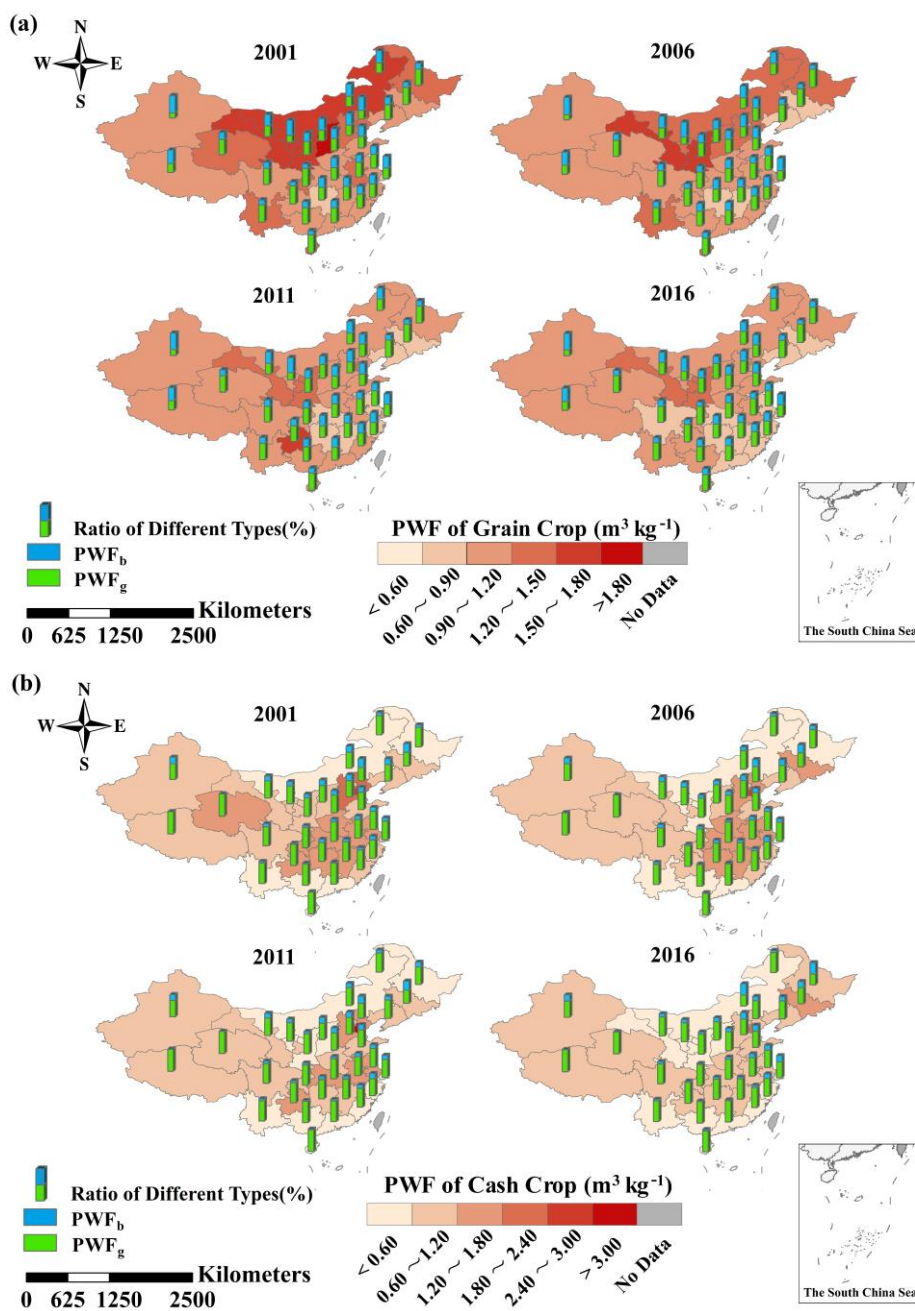 (a)
N
W E
S
2001
2006
2011
2016
Ratio of Different Types(%)
PWFb
PWFg
Kilometers
0 625 1250 2500
PWF of Grain Crop (m³ kg⁻¹)
< 0.60
0.60～0.90
0.90～1.20
1.20～1.50
1.50～1.80
>1.80
No Data
The South China Sea
(b)
N
W E
S
2001
2006
2011
2016
Ratio of Different Types(%)
PWFb
PWFg
Kilometers
0 625 1250 2500
PWF of Cash Crop (m³ kg⁻¹)
< 0.60
0.60～1.20
1.20～1.80
1.80～2.40
2.40～3.00
> 3.00
No Data
The South China Sea